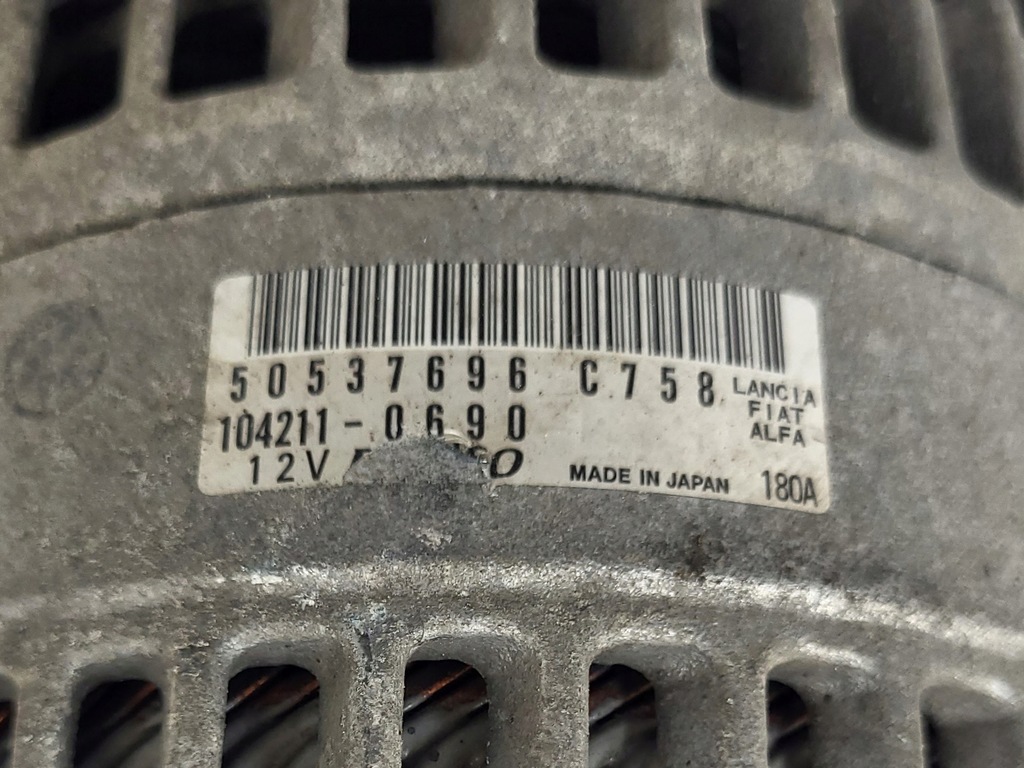 50537696 C758
LANCIA
FIAT
ALFA
104211-0690
12V
MADE IN JAPAN 180A